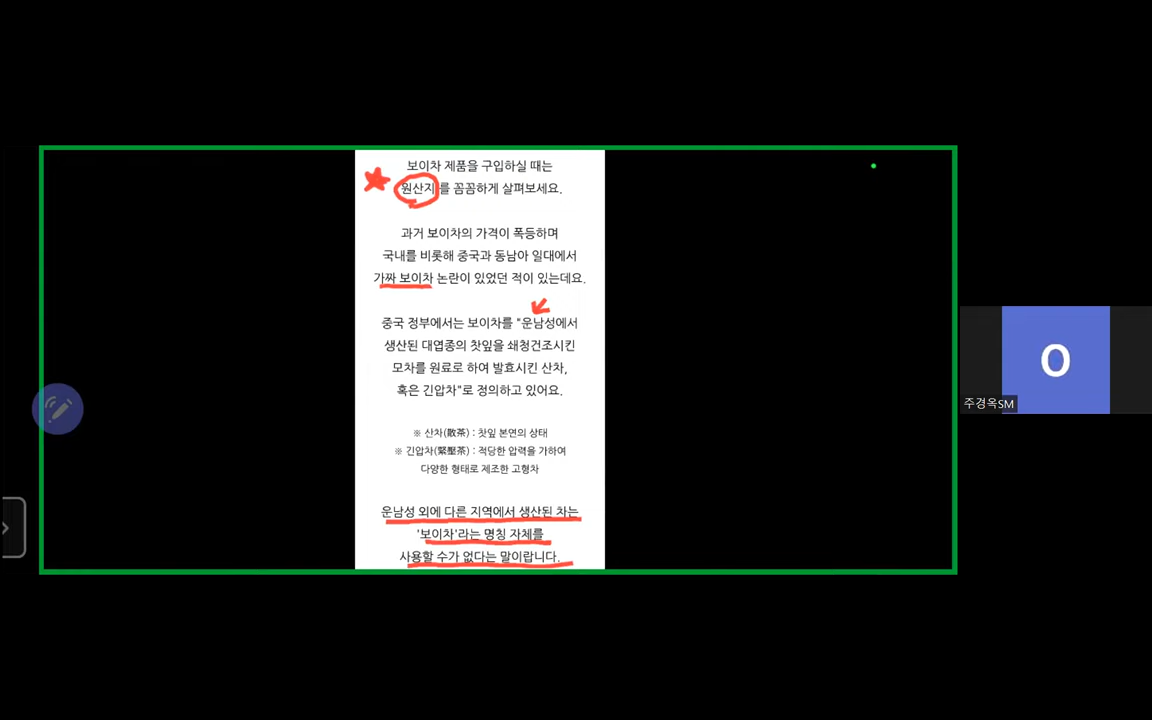 보이차 제품을 구입하실 때는
원산지를 꼼꼼하게 살펴보세요.
과거 보이차의 가격이 폭등하며
국내를 비롯해 중국과 동남아 일대에서
가짜 보이차 논란이 있었던 적이 있는데요.
중국 정부에서는 보이차를 "운남성에서
생산된 대엽종의 찻잎을 쇄청건조시킨
모차를 원료로 하여 발효시킨 산차,
혹은 긴압차"로 정의하고 있어요.
※ 산차(散茶) : 찻잎 본연의 상태
※ 긴압차(緊壓茶) : 적당한 압력을 가하여
다양한 형태로 제조한 고형차
운남성 외에 다른 지역에서 생산된 차는
'보이차'라는 명칭 자체를
사용할 수가 없다는 말이랍니다.
O
주경옥SM